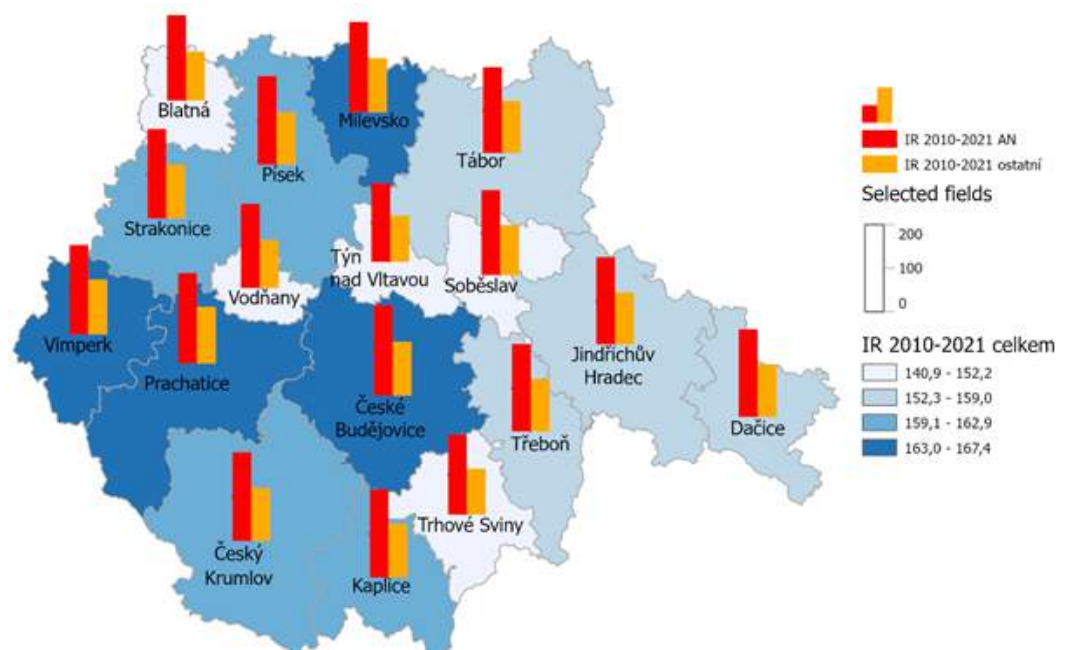 Blatná
Písek
Milevsko
Tábor
Strakonice
Vodňany
Týn
nad Vltavou
Soběslav
Vimperk
Prachatice
České
Budějovice
Jindřichův
Hradec
Třeboň
Dačice
Trhové Sviny
Český
Krumlov
Kaplice
IR 2010-2021 AN
IR 2010-2021 ostatní
Selected fields
200
100
0
IR 2010-2021 celkem
140,9 - 152,2
152,3 - 159,0
159,1 - 162,9
163,0 - 167,4